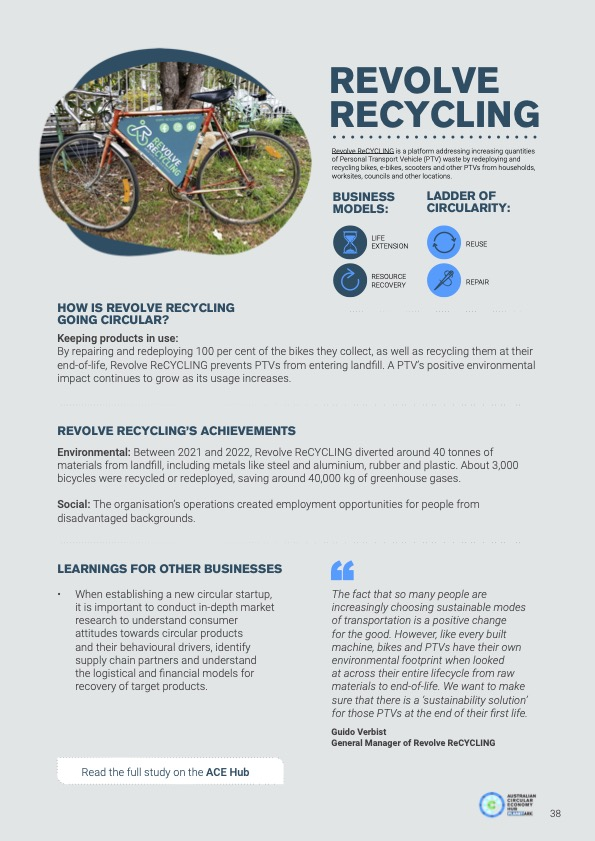 REVOLVE
RECYCLING
REVOLVE
RECYCLING
Revolve ReCYCLING is a platform addressing increasing quantities
of Personal Transport Vehicle (PTV) waste by redeploying and
recycling bikes, e-bikes, scooters and other PTVs from households,
worksites, councils and other locations.
BUSINESS
MODELS:
LIFE
EXTENSION
RESOURCE
RECOVERY
LADDER OF
CIRCULARITY:
REUSE
REPAIR
HOW IS REVOLVE RECYCLING
GOING CIRCULAR?
Keeping products in use:
By repairing and redeploying 100 per cent of the bikes they collect, as well as recycling them at their
end-of-life, Revolve ReCYCLING prevents PTVs from entering landfill. A PTV's positive environmental
impact continues to grow as its usage increases.
REVOLVE RECYCLING'S ACHIEVEMENTS
Environmental: Between 2021 and 2022, Revolve ReCYCLING diverted around 40 tonnes of
materials from landfill, including metals like steel and aluminium, rubber and plastic. About 3,000
bicycles were recycled or redeployed, saving around 40,000 kg of greenhouse gases.
Social: The organisation's operations created employment opportunities for people from
disadvantaged backgrounds.
LEARNINGS FOR OTHER BUSINESSES
• When establishing a new circular startup,
it is important to conduct in-depth market
research to understand consumer
attitudes towards circular products
and their behavioural drivers, identify
supply chain partners and understand
the logistical and financial models for
recovery of target products.
“
The fact that so many people are
increasingly choosing sustainable modes
of transportation is a positive change
for the good. However, like every built
machine, bikes and PTVs have their own
environmental footprint when looked
at across their entire lifecycle from raw
materials to end-of-life. We want to make
sure that there is a ‘sustainability solution’
for those PTVs at the end of their first life.
Guido Verbist
General Manager of Revolve ReCYCLING
Read the full study on the ACE Hub
AUSTRALIAN
CIRCULAR
ECONOMY
HUB
PLANET ARK
38